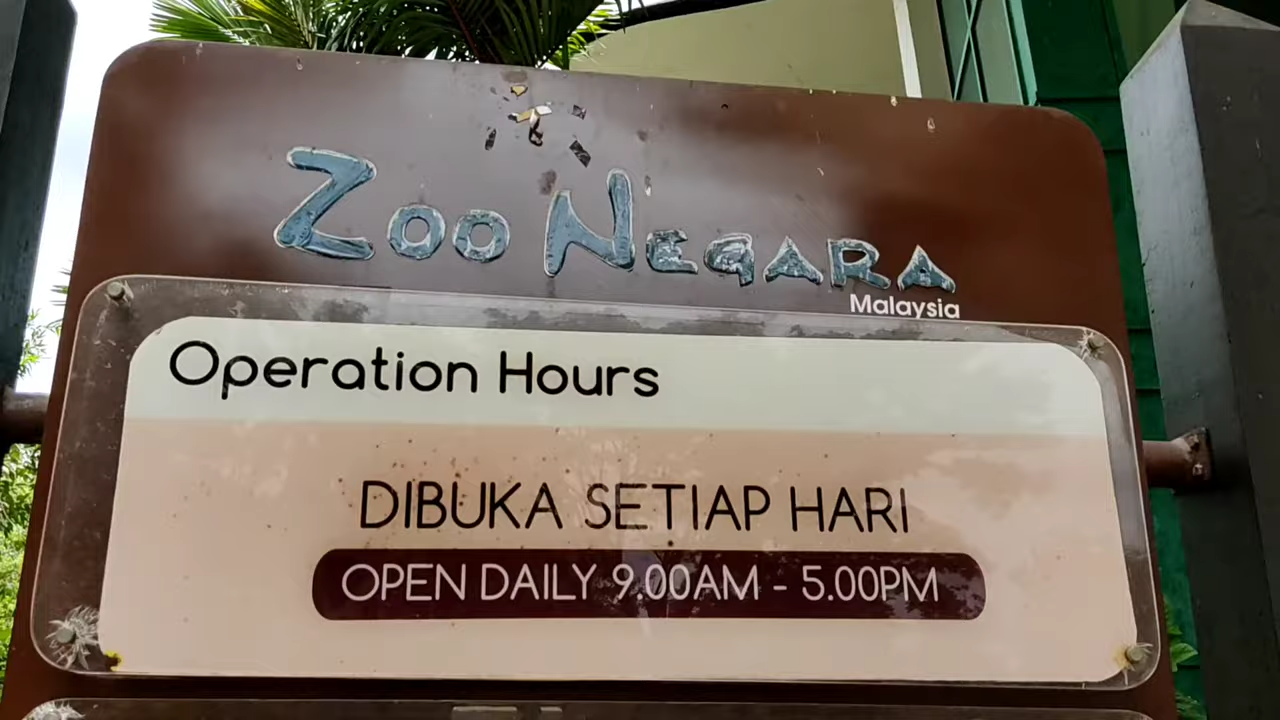 Zoo Negara
Malaysia
Operation Hours
DIBUKA SETIAP HARI
OPEN DAILY 9.00AM - 5.00PM